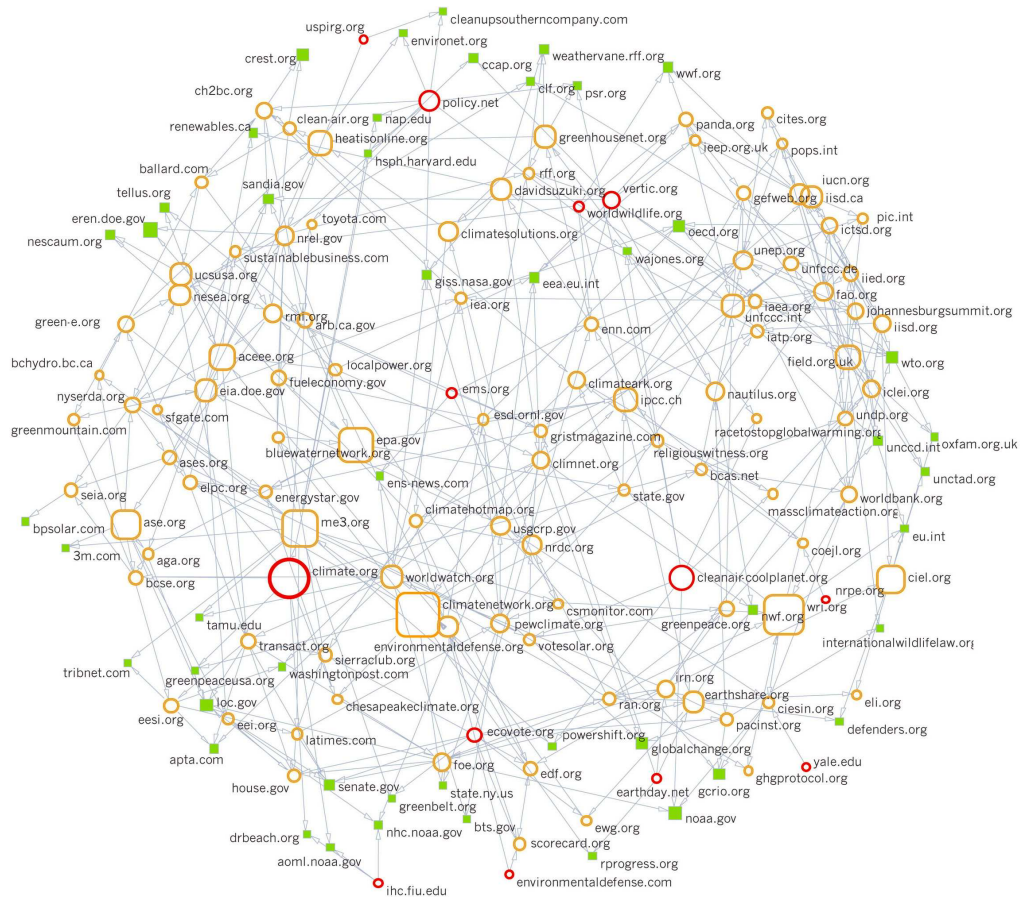 cleanupsoutherncompany.com
uspirg.org
environet.org
crest.org
ccap.org
weathervane.rff.org
wwf.org
ch2bc.org
policy.net
clf.org
psr.org
clean-air.org
nap.edu
renewables.ca
heatisonline.org
greenhousenet.org
panda.org
cites.org
ieep.org.uk
pops.int
hsph.harvard.edu
ballard.com
rff.org
tellus.org
sandia.gov
davidsuzuki.org
vertic.org
gefweb.org
iucn.org
iisd.ca
worldwildlife.org
eren.doe.gov
toyota.com
pic.int
nescaum.org
nrel.gov
climatesolutions.org
oecd.org
ictsd.org
sustainablebusiness.com
wajones.org
unep.org
unfccc.de
ucsusa.org
giss.nasa.gov
eea.eu.int
iied.org
nesea.org
iea.org
iaea.org
fao.org
unfccc.int
johannesburgsummit.org
green-e.org
rmi.org
arb.ca.gov
enn.com
iatp.org
iisd.org
bchydro.bc.ca
aceee.org
localpower.org
field.org.uk
wto.org
fueleconomy.gov
climateark.org
nyserda.org
eia.doe.gov
ems.org
ipcc.ch
nautilus.org
iclei.org
sfgate.com
greenmountain.com
esd.ornl.gov
racetostopglobalwarming.org
undp.org
epa.gov
gristmagazine.com
bluewaternetwork.org
religiouswitness.org
unccd.int
oxfam.org.uk
ases.org
climnet.org
bcas.net
ens-news.com
unctad.org
seia.org
elpc.org
energystar.gov
state.gov
worldbank.org
massclimateaction.org
climatehotmap.org
bpsolar.com
ase.org
me3.org
usgcrp.gov
eu.int
3m.com
nrdc.org
coejl.org
aga.org
bcse.org
climate.org
worldwatch.org
cleanair-coolplanet.org
ciel.org
nrpe.org
climatenetwork.org
csmonitor.com
wri.org
tamu.edu
nwf.org
pewclimate.org
greenpeace.org
environmentaldefense.org
votesolar.org
internationalwildlifelaw.org
transact.org
sierraclub.org
tribnet.com
washingtonpost.com
greenpeaceusa.org
irn.org
earthshare.org
chesapeakeclimate.org
ran.org
ciesin.org
eli.org
loc.gov
eesi.org
eei.org
pacinst.org
defenders.org
latimes.com
ecovote.org
powershift.org
globalchange.org
apta.com
foe.org
yale.edu
house.gov
senate.gov
edf.org
earthday.net
gcrio.org
ghgprotocol.org
state.ny.us
greenbelt.org
noaa.gov
bts.gov
ewg.org
nhc.noaa.gov
drbeach.org
scorecard.org
aoml.noaa.gov
rprogress.org
ihc.fiu.edu
environmentaldefense.com